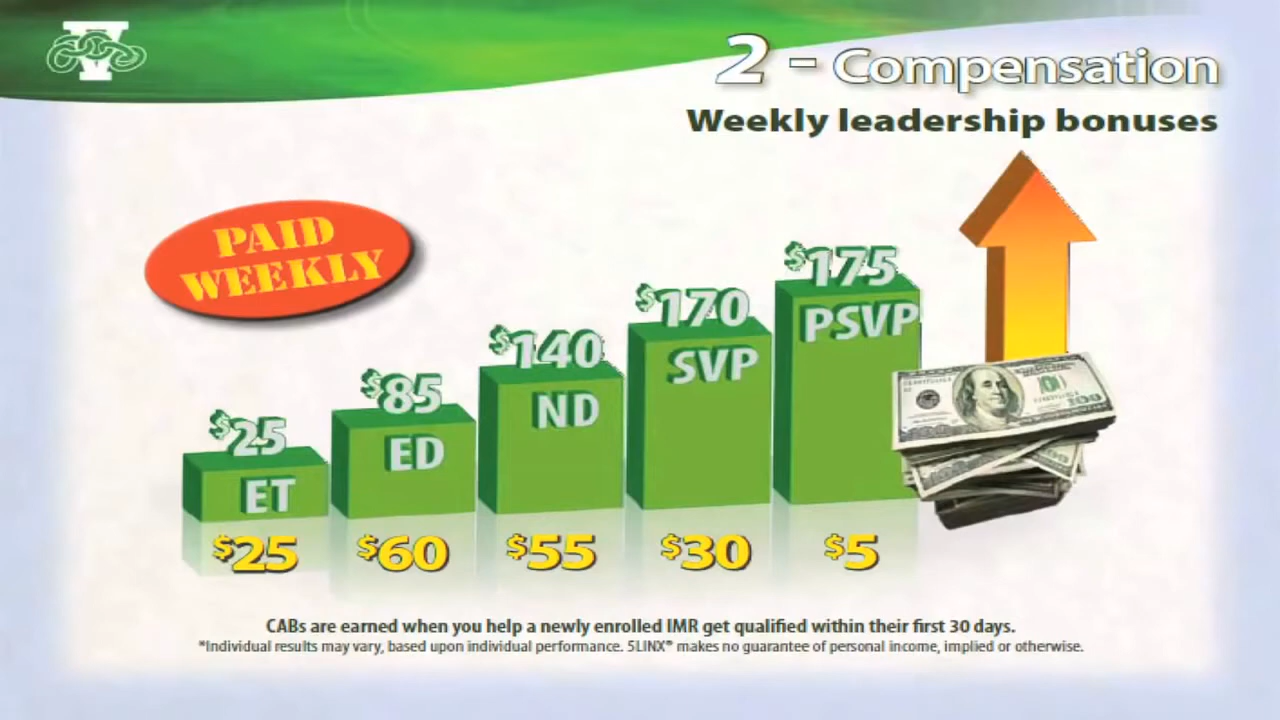 2 - Compensation
Weekly leadership bonuses
PAID
WEEKLY
$25
ET
$85
ED
$140
ND
$170
SVP
$175
PSVP
$25
$60
$55
$30
$5
CABs are earned when you help a newly enrolled IMR get qualified within their first 30 days.
*Individual results may vary, based upon individual performance. 5LINX® makes no guarantee of personal income, implied or otherwise.